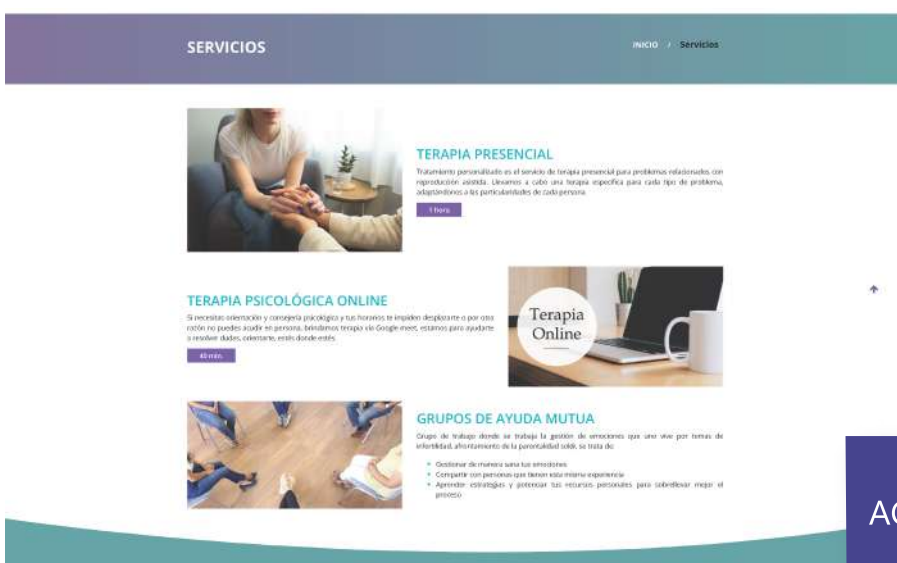 SERVICIOS
INICIO / Servicios
TERAPIA PRESENCIAL
Tratamiento personalizado es el servicio de terapia presencial para problemas relacionados con
reproducción asistida. Llevamos a cabo una terapia especifica para cada tipo de problema,
adaptándonos a las particularidades de cada persona.
1 hora
TERAPIA PSICOLÓGICA ONLINE
Si necesitas orientación y consejería psicológica y tus horarios te impiden desplazarte o por otra
razón no puedes acudir en persona, brindamos terapia vía Google meet, estamos para ayudarte
a resolver dudas, orientarte, estés donde estés.
Terapia
Online
GRUPOS DE AYUDA MUTUA
Grupo de trabajo donde se trabaja la gestión de emociones que uno vive por temas de
infertilidad, afrontamiento de la parentalidad se trata de:
Gestionar de manera sana tus emociones
Compartir con personas que tienen esta misma experiencia
Aprender estrategias y potenciar tus recursos personales para sobrellevar mejor el
proceso